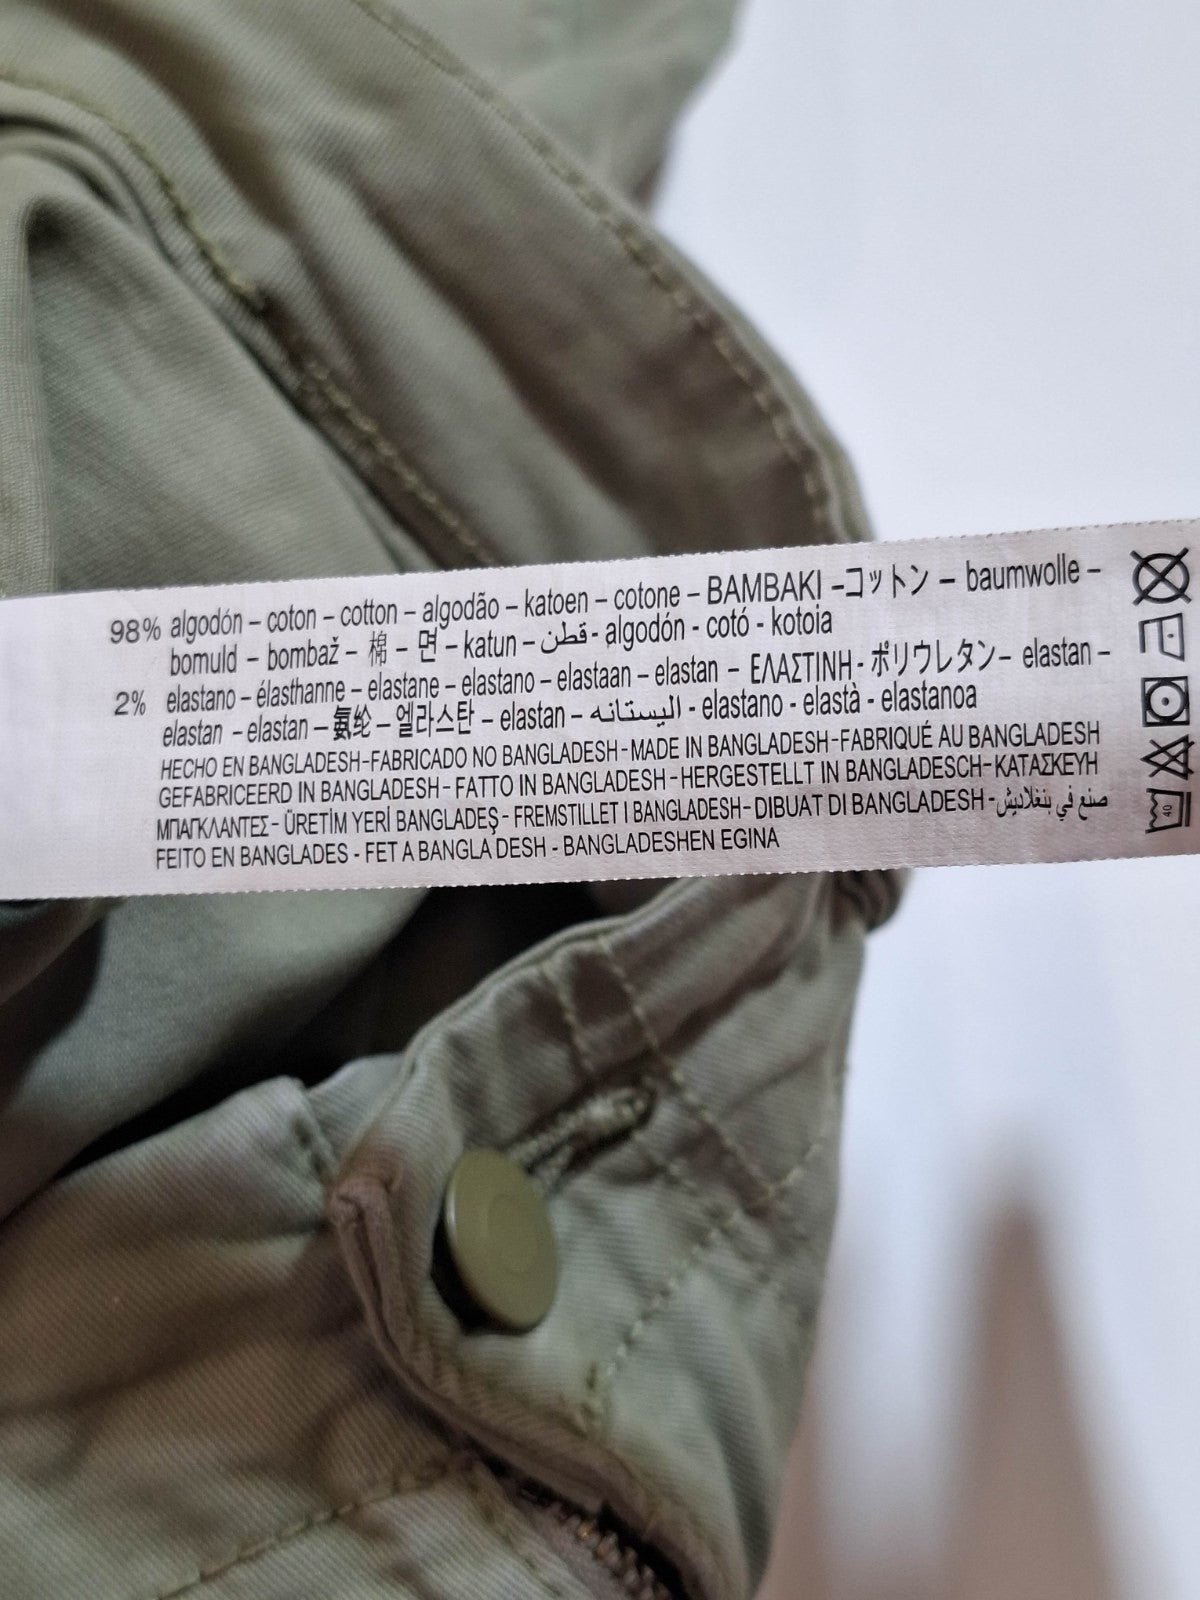 98% algodón – coton – cotton – algodão – katoen – cotone – BAMBAKI –コットン – baumwolle –
bomuld – bombaž – 棉 – 면 – katun – قطن - algodón - cotó - kotoia
2% elastano – élasthanne – elastane – elastano – elastaan – elastan – ΕΛΑΣΤΙΝΗ - ポリウレタン – elastan –
elastan – elastan – 氨纶 – 엘라스탄 – elastan – اليستانه - elastano - elastà - elastanoa
HECHO EN BANGLADESH-FABRICADO NO BANGLADESH-MADE IN BANGLADESH-FABRIQUÉ AU BANGLADESH
GEFABRICEERD IN BANGLADESH - FATTO IN BANGLADESH - HERGESTELLT IN BANGLADESCH- ΚΑΤΑΣΚΕΥΗ
ΜΠΑΓΚΛΑΝΤΕΣ - ÜRETİM YERİ BANGLADEŞ - FREMSTILLET I BANGLADESH - DIBUAT DI BANGLADESH - صنع في بنغلاديش
FEITO EN BANGLADES - FET A BANGLA DESH - BANGLADESHEN EGINA
40